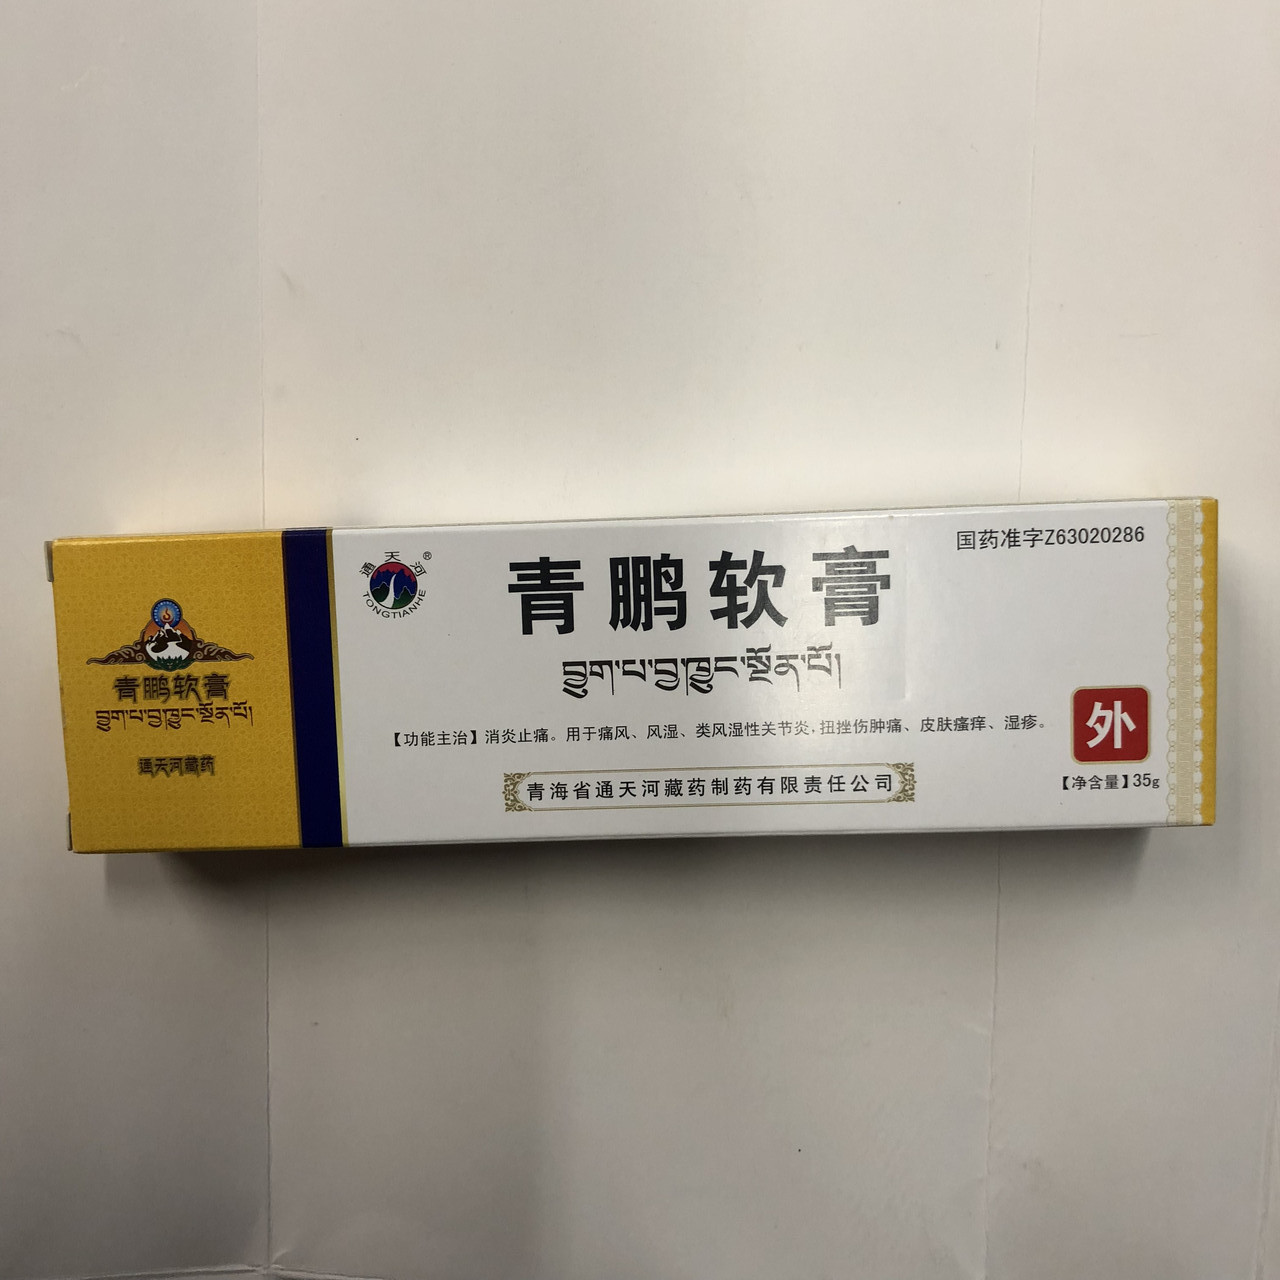 国药准字Z63020286
通天河®
TONGTIANHE
青鹏软膏
བྱུག་པ་བྱ་ཁྱུང་སྔོན་པོ།
【功能主治】消炎止痛。用于痛风、风湿、类风湿性关节炎,扭挫伤肿痛、皮肤瘙痒、湿疹。
外
青海省通天河藏药制药有限责任公司
【净含量】35g
青鹏软膏
བྱུག་པ་བྱ་ཁྱུང་སྔོན་པོ།
通天河藏药